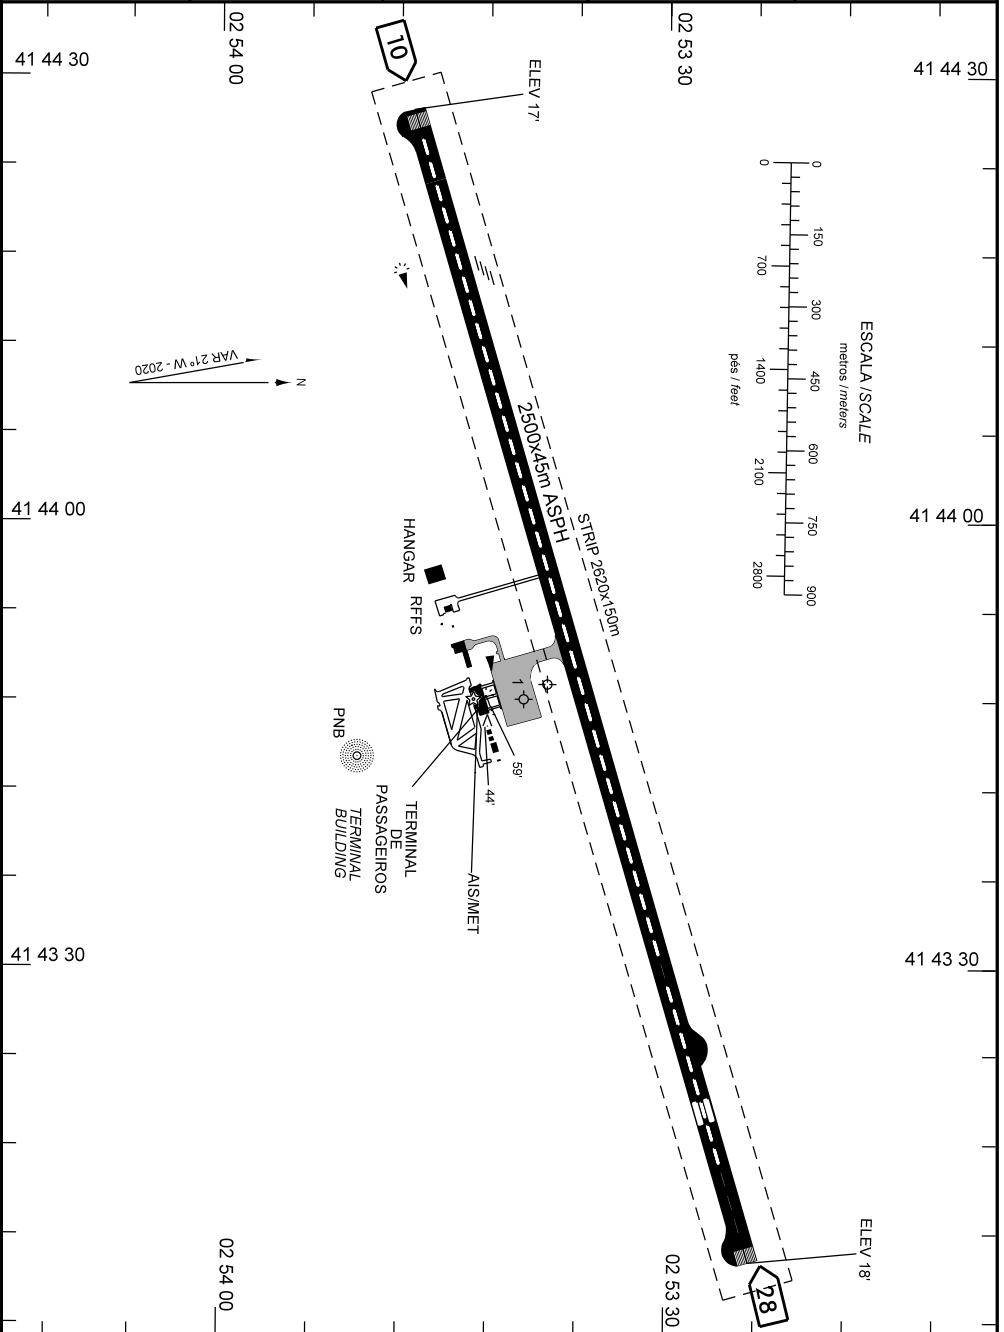 02 54 00
02 53 30
41 44 30
41 44 30
10
ELEV 17'
0
0
150
700
300
1400
450
600
2100
750
2800
900
ESCALA / SCALE
metros / meters
pés / feet
VAR 21° W - 2020
N
2500x45m ASPH
STRIP 2620x150m
41 44 00
41 44 00
HANGAR
RFFS
1
PNB
59'
44'
TERMINAL
DE
PASSAGEIROS
TERMINAL
BUILDING
AIS/MET
41 43 30
41 43 30
ELEV 18'
28
02 54 00
02 53 30